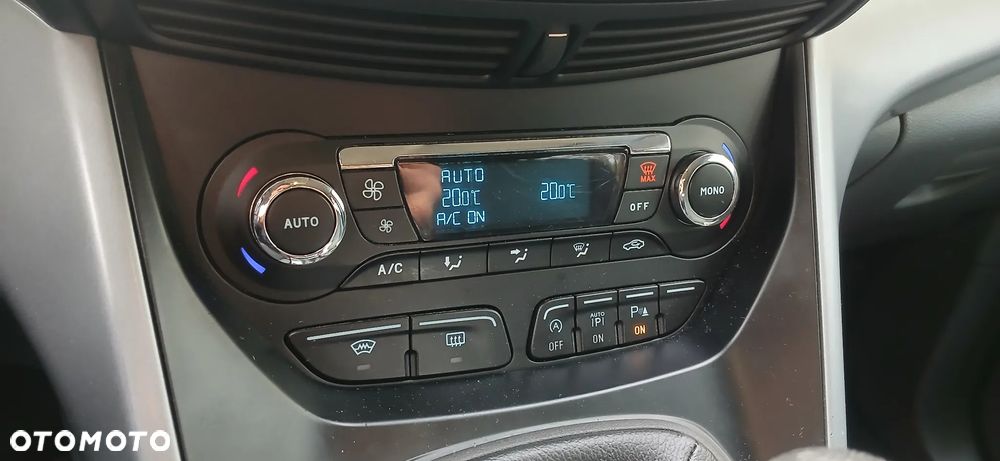 AUTO
20.0°C 20.0°C
A/C ON
MAX
AUTO
OFF
MONO
A/C
A
OFF
AUTO
|P|
ON
P
ON
OTOMOTO